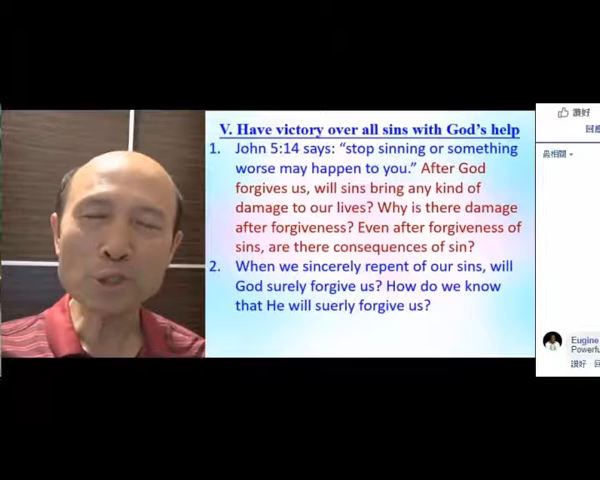 V. Have victory over all sins with God's help
1. John 5:14 says: "stop sinning or something
worse may happen to you." After God
forgives us, will sins bring any kind of
damage to our lives? Why is there damage
after forgiveness? Even after forgiveness of
sins, are there consequences of sin?
2. When we sincerely repent of our sins, will
God surely forgive us? How do we know
that He will suerly forgive us?
讚好
回應
Eugine
Powerfu
讚好